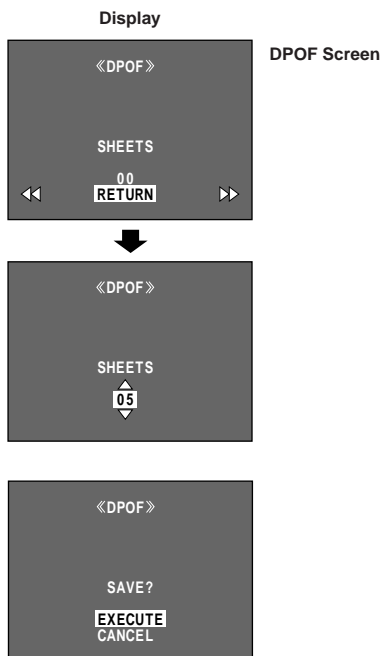 Display
DPOF Screen
《DPOF》
SHEETS
00
RETURN
《DPOF》
SHEETS
05
《DPOF》
SAVE?
EXECUTE
CANCEL